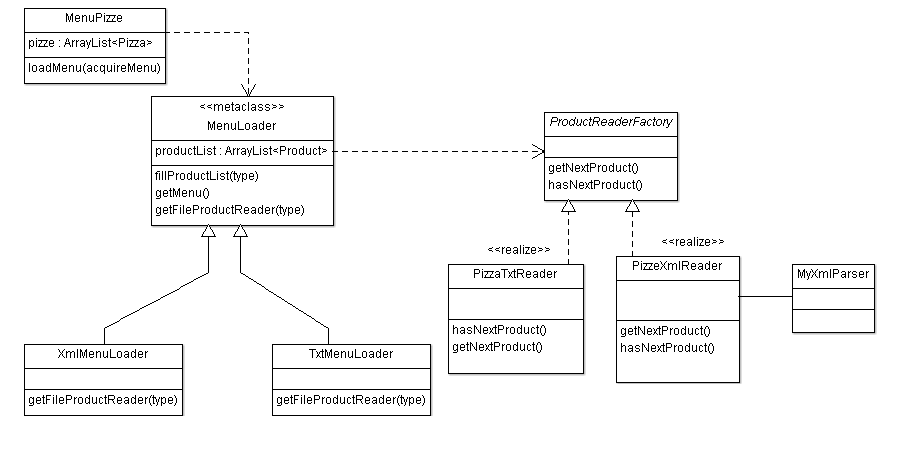 MenuPizze
pizze : ArrayList<Pizza>
loadMenu(acquireMenu)
<<metaclass>>
MenuLoader
productList : ArrayList<Product>
fillProductList(type)
getMenu()
getFileProductReader(type)
ProductReaderFactory
getNextProduct()
hasNextProduct()
<<realize>>
<<realize>>
PizzaTxtReader
hasNextProduct()
getNextProduct()
PizzeXmlReader
getNextProduct()
hasNextProduct()
MyXmlParser
XmlMenuLoader
getFileProductReader(type)
TxtMenuLoader
getFileProductReader(type)